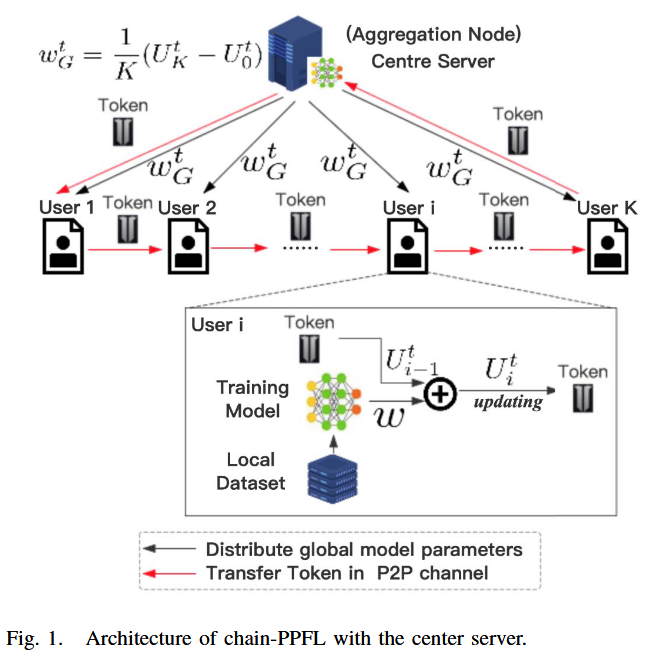 w_G^t = \frac{1}{K}(U_K^t - U_0^t)
(Aggregation Node)
Centre Server
Token
Token
w_G^t w_G^t w_G^t w_G^t
User 1 Token User 2 Token User i Token User K
...... ......
User i Token
U_{i-1}^t U_i^t Token
Training
Model
w
updating
Local
Dataset
Distribute global model parameters
Transfer Token in P2P channel
Fig. 1. Architecture of chain-PPFL with the center server.